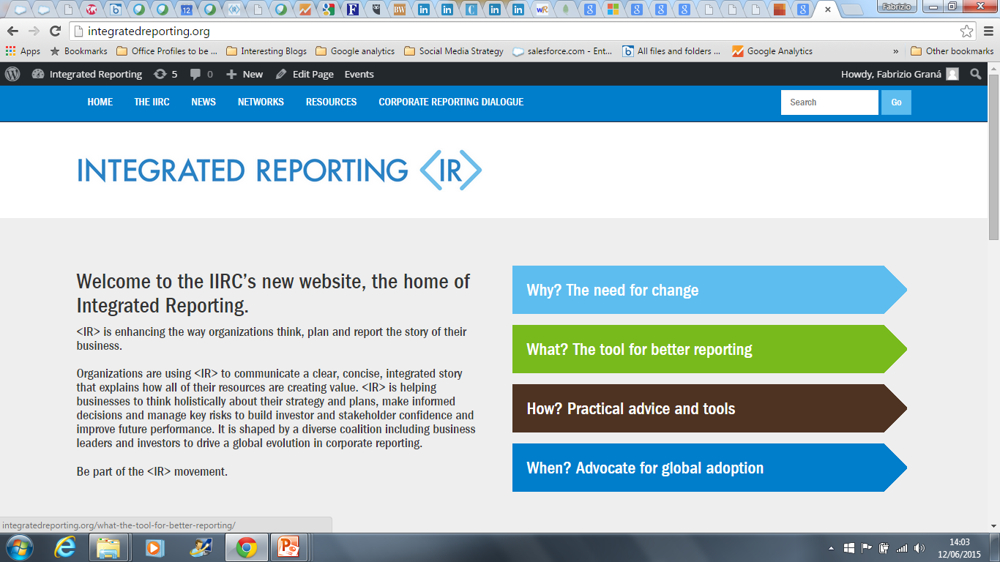 Fabrizio
integratedreporting.org
Apps Bookmarks Office Profiles to be ... Interesting Blogs Google analytics Social Media Strategy salesforce.com - Ent... All files and folders ... Google Analytics » Other bookmarks
Integrated Reporting 5 0 New Edit Page Events Howdy, Fabrizio Graná
HOME THE IIRC NEWS NETWORKS RESOURCES CORPORATE REPORTING DIALOGUE Search Go
INTEGRATED REPORTING <IR>
Welcome to the IIRC's new website, the home of
Integrated Reporting.
<IR> is enhancing the way organizations think, plan and report the story of their
business.
Organizations are using <IR> to communicate a clear, concise, integrated story
that explains how all of their resources are creating value. <IR> is helping
businesses to think holistically about their strategy and plans, make informed
decisions and manage key risks to build investor and stakeholder confidence and
improve future performance. It is shaped by a diverse coalition including business
leaders and investors to drive a global evolution in corporate reporting.
Be part of the <IR> movement.
Why? The need for change
What? The tool for better reporting
How? Practical advice and tools
When? Advocate for global adoption
integratedreporting.org/what-the-tool-for-better-reporting/
14:03
12/06/2015